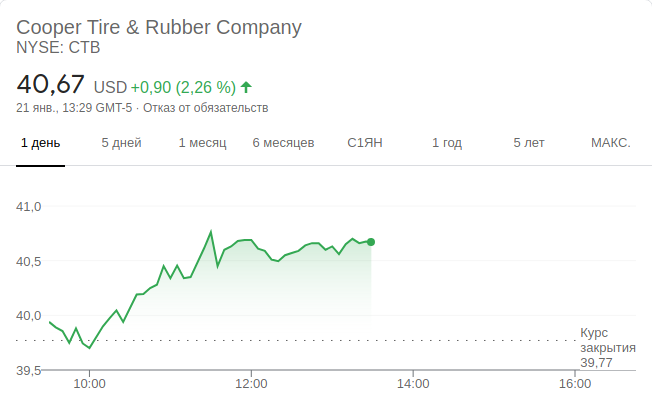 Cooper Tire & Rubber Company
NYSE: CTB
40,67 USD +0,90 (2,26 %)
21 янв., 13:29 GMT-5 · Отказ от обязательств
1 день 5 дней 1 месяц 6 месяцев С1ЯН 1 год 5 лет МАКС.
41,0
40,5
40,0
Курс
закрытия
39,77
39,5
10:00 12:00 14:00 16:00